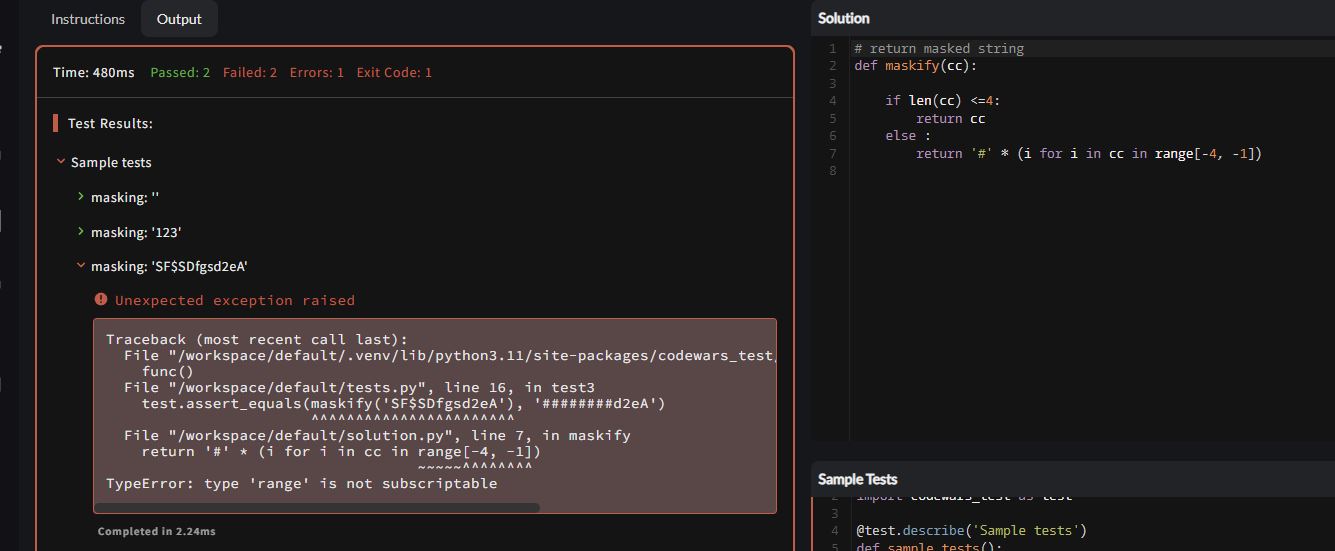 Instructions
Output
Time: 480ms Passed: 2 Failed: 2 Errors: 1 Exit Code: 1
Test Results:
Sample tests
masking: ''
masking: '123'
masking: 'SF$SDfgsd2eA'
Unexpected exception raised
Traceback (most recent call last):
File "/workspace/default/.venv/lib/python3.11/site-packages/codewars_test/
func()
File "/workspace/default/tests.py", line 16, in test3
test.assert_equals(maskify('SF$SDfgsd2eA'), '########d2eA')
^^^^^^^^^^^^^^^^^^^^^^^
File "/workspace/default/solution.py", line 7, in maskify
return '#' * (i for i in cc in range[-4, -1])
~~~~~^^^^^^^^
TypeError: type 'range' is not subscriptable
Completed in 2.24ms
Solution
1 # return masked string
2 def maskify(cc):
3
4 if len(cc) <=4:
5 return cc
6 else :
7 return '#' * (i for i in cc in range[-4, -1])
8
Sample Tests
2 import codewars_test as test
3
4 @test.describe('Sample tests')
5 def sample_tests():